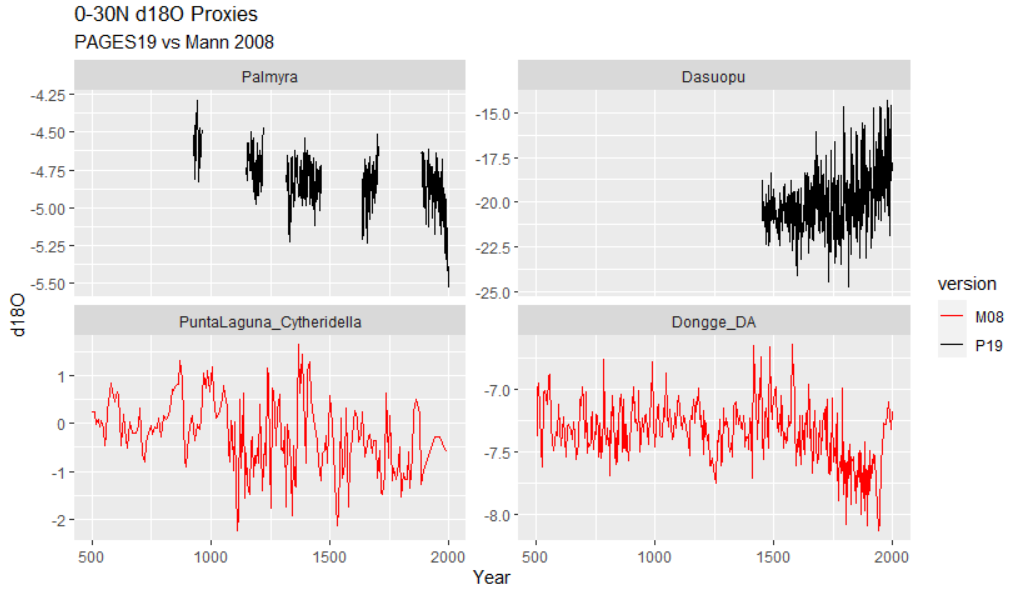 0-30N d18O Proxies
PAGES19 vs Mann 2008
Palmyra
Dasuopu
-4.25
-4.50
-4.75
-5.00
-5.25
-5.50
-15.0
-17.5
-20.0
-22.5
-25.0
PuntaLaguna_Cytheridella
Dongge_DA
1
0
-1
-2
-7.0
-7.5
-8.0
500
1000
1500
2000
500
1000
1500
2000
Year
d18O
version
M08
P19